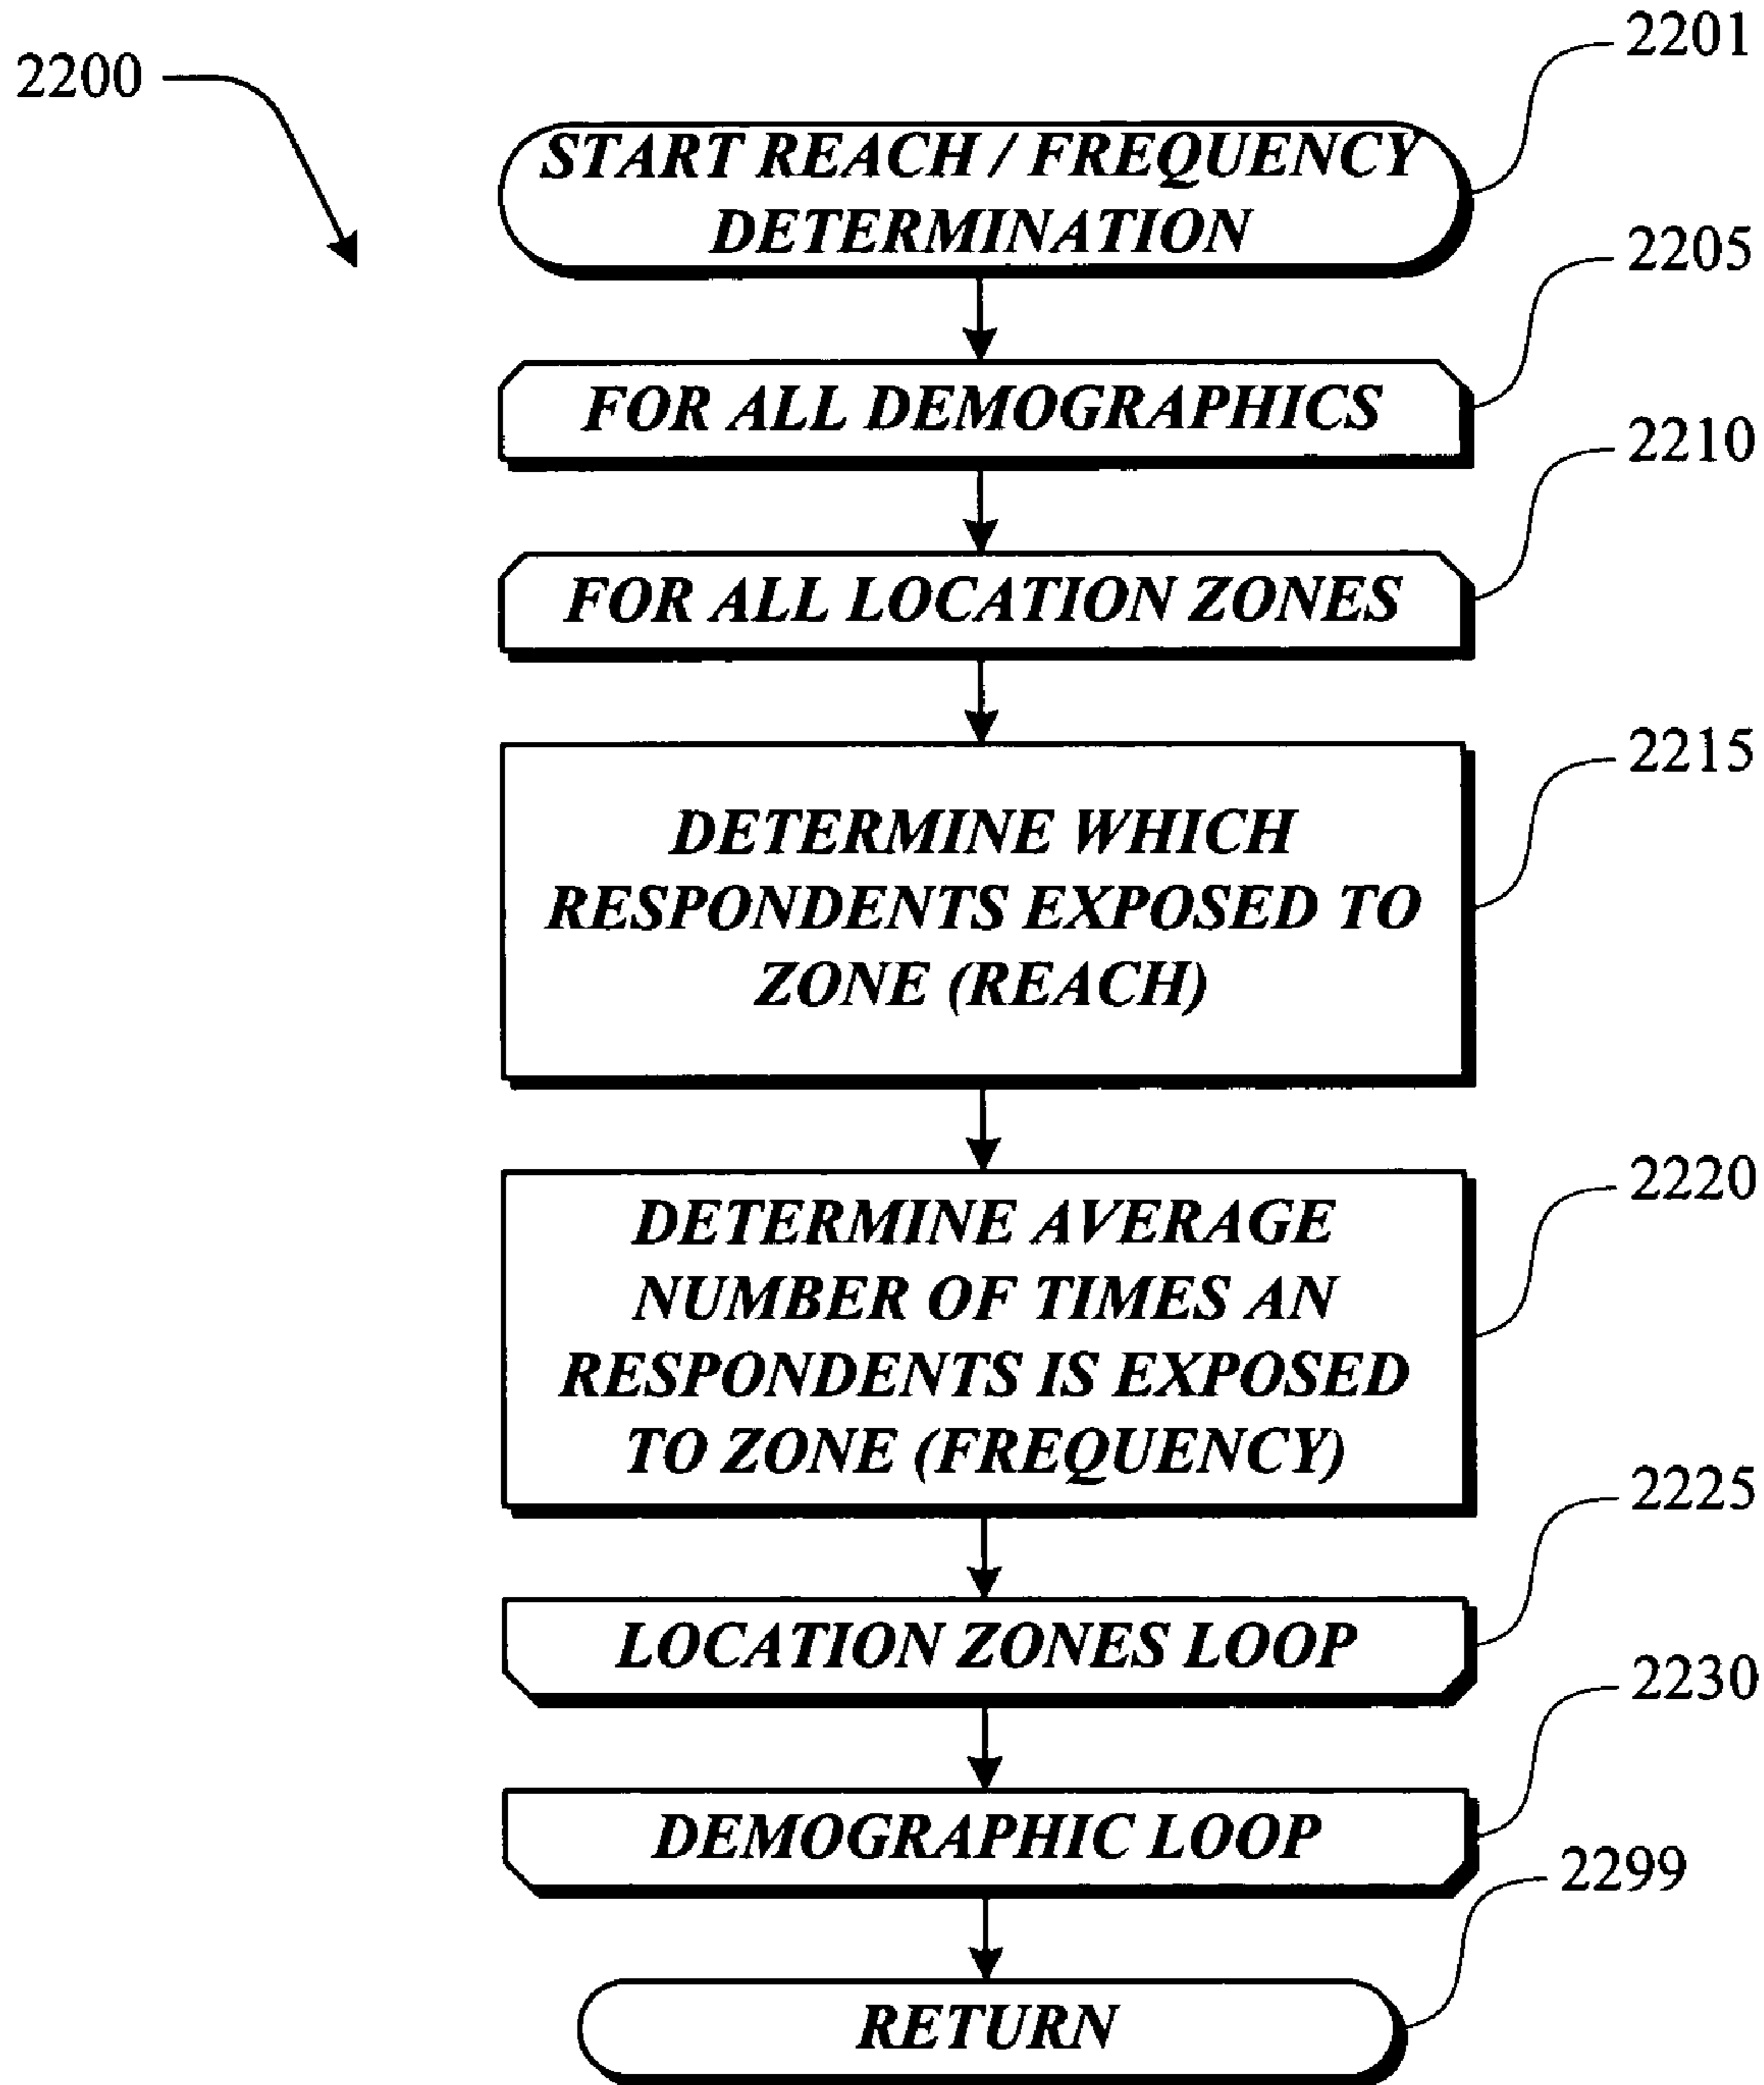 2200
2201
START REACH / FREQUENCY
DETERMINATION
2205
FOR ALL DEMOGRAPHICS
2210
FOR ALL LOCATION ZONES
2215
DETERMINE WHICH
RESPONDENTS EXPOSED TO
ZONE (REACH)
2220
DETERMINE AVERAGE
NUMBER OF TIMES AN
RESPONDENTS IS EXPOSED
TO ZONE (FREQUENCY)
2225
LOCATION ZONES LOOP
2230
DEMOGRAPHIC LOOP
2299
RETURN